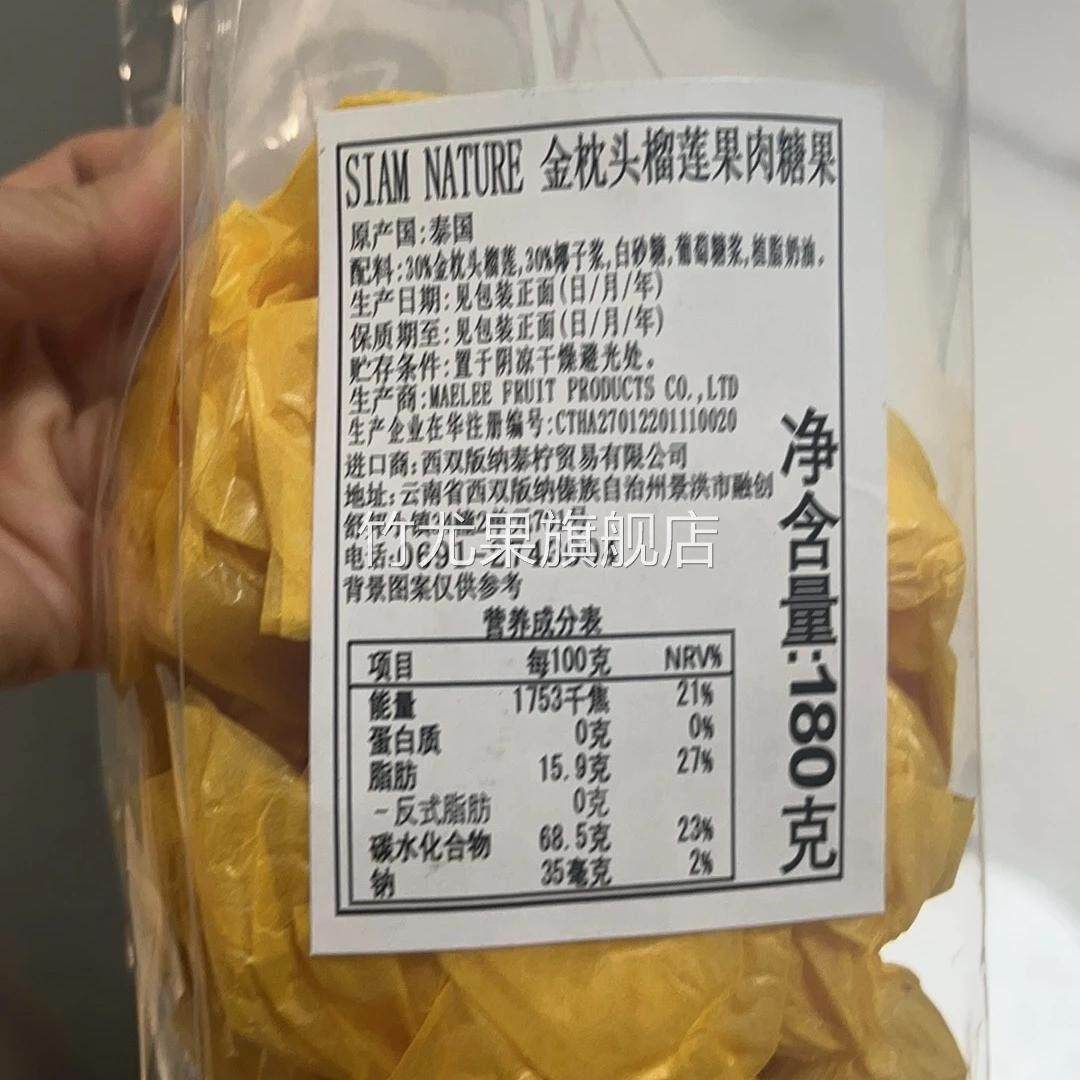 SIAM NATURE 金枕头榴莲果肉糖果
原产国:泰国
配料:30%金枕头榴莲,30%椰子浆,白砂糖,葡萄糖浆,植脂奶油。
生产日期:见包装正面(日/月/年)
保质期至:见包装正面(日/月/年)
贮存条件:置于阴凉干燥避光处。
生产商:MAELEE FRUIT PRODUCTS CO.,LTD
生产企业在华注册编号:CTHA27012201110020
进口商:西双版纳泰柠贸易有限公司
地址:云南省西双版纳傣族自治州景洪市融创
电话:0691-
竹尤果旗舰店
背景图案仅供参考
营养成分表
项目 每100克 NRV%
能量 1753千焦 21%
蛋白质 0克 0%
脂肪 15.9克 27%
-反式脂肪 0克
碳水化合物 68.5克 23%
钠 35毫克 2%
净含量:180克